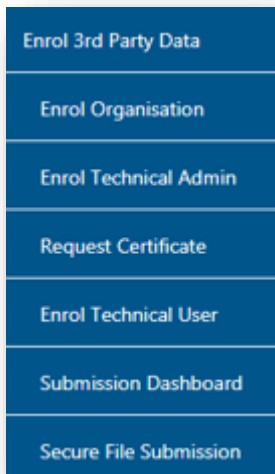 Enrol 3rd Party Data
Enrol Organisation
Enrol Technical Admin
Request Certificate
Enrol Technical User
Submission Dashboard
Secure File Submission